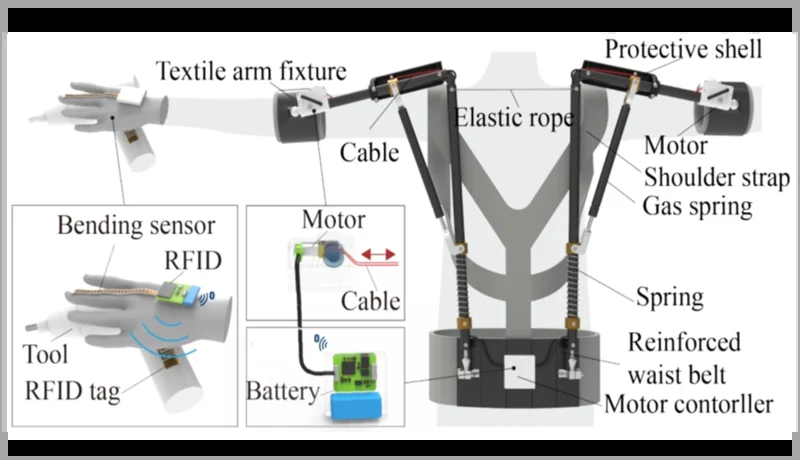 Protective shell
Textile arm fixture
Elastic rope
Cable
Motor
Shoulder strap
Gas spring
Bending sensor
RFID
Tool
RFID tag
Motor
Cable
Battery
Spring
Reinforced
waist belt
Motor contorller